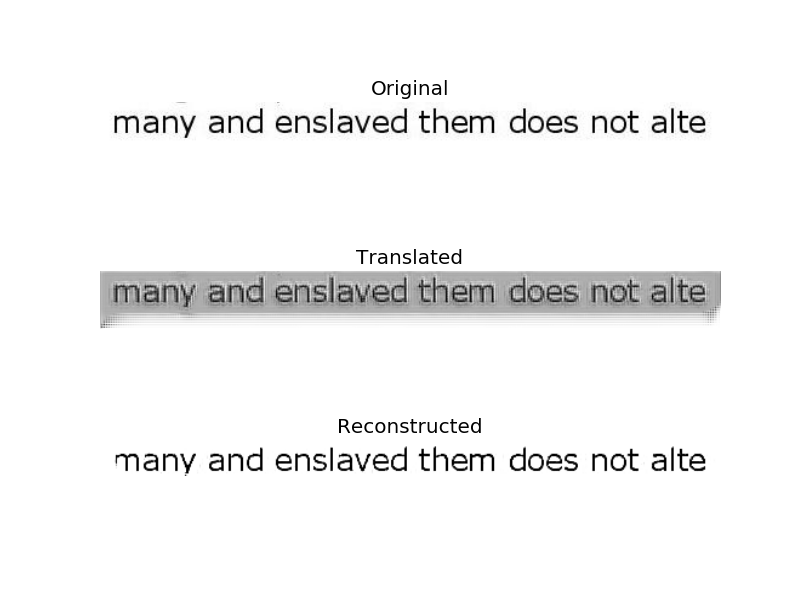 Original
many and enslaved them does not alte
Translated
many and enslaved them does not alte
Reconstructed
many and enslaved them does not alte